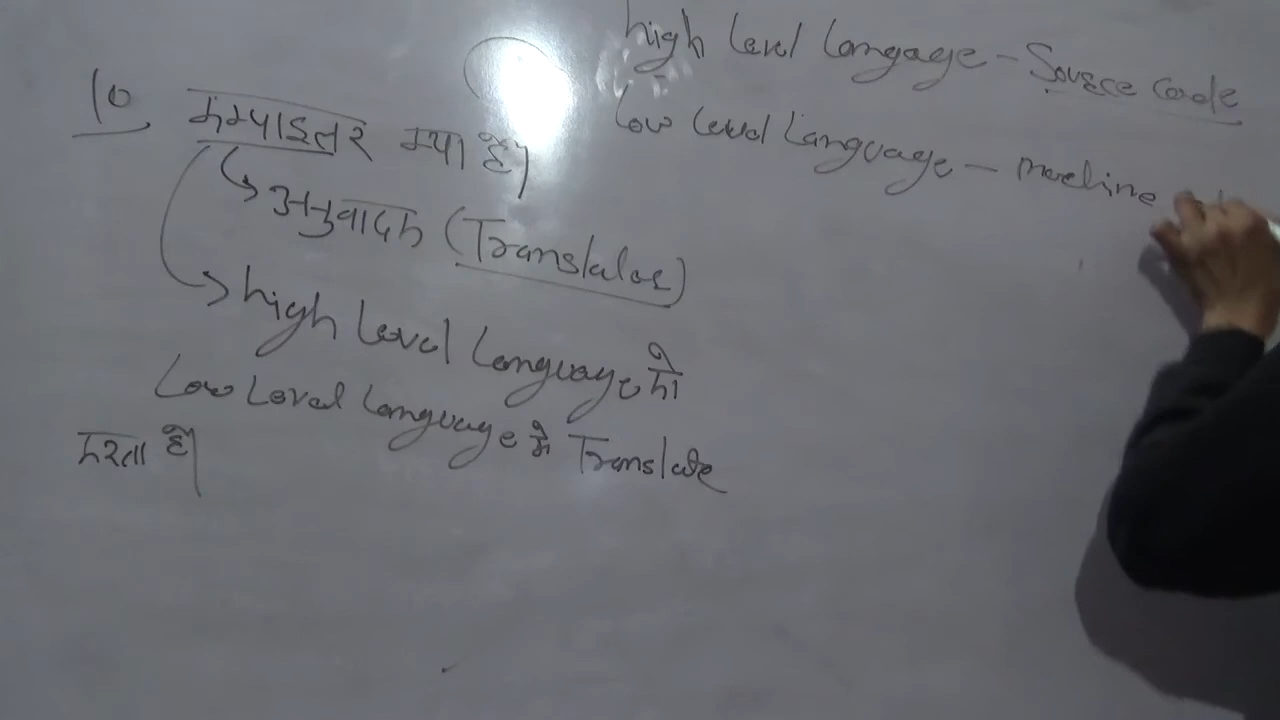 high level Langage - Source Code
Low level Language - machine
10 कम्पाइलर क्या है।
अनुवादक (Translator)
high Level Language को
Low Level Language में Translate
करता है।